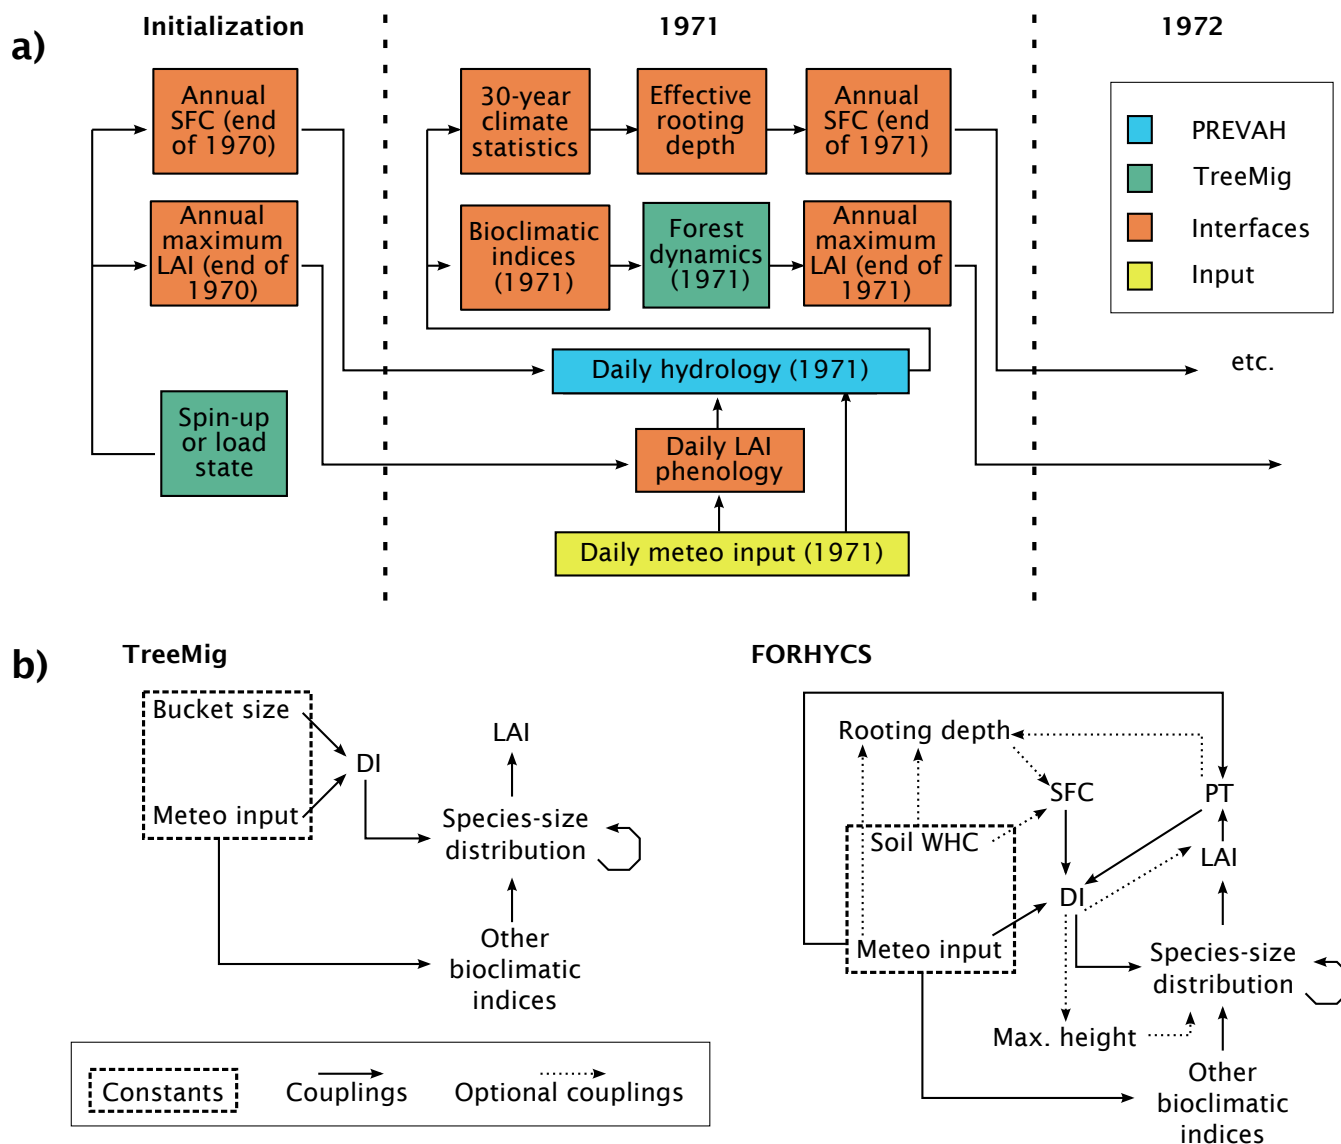 a)
Initialization
1971
1972
Annual
SFC (end
of 1970)
30-year
climate
statistics
Effective
rooting
depth
Annual
SFC (end
of 1971)
PREVAH
TreeMig
Interfaces
Input
Annual
maximum
LAI (end of
1970)
Bioclimatic
indices
(1971)
Forest
dynamics
(1971)
Annual
maximum
LAI (end of
1971)
Daily hydrology (1971)
etc.
Spin-up
or load
state
Daily LAI
phenology
Daily meteo input (1971)
b)
TreeMig
Bucket size
LAI
DI
Meteo input
Species-size
distribution
Other
bioclimatic
indices
Constants
Couplings
Optional couplings
FORHYCS
Rooting depth
SFC
PT
Soil WHC
LAI
DI
Meteo input
Species-size
distribution
Max. height
Other
bioclimatic
indices